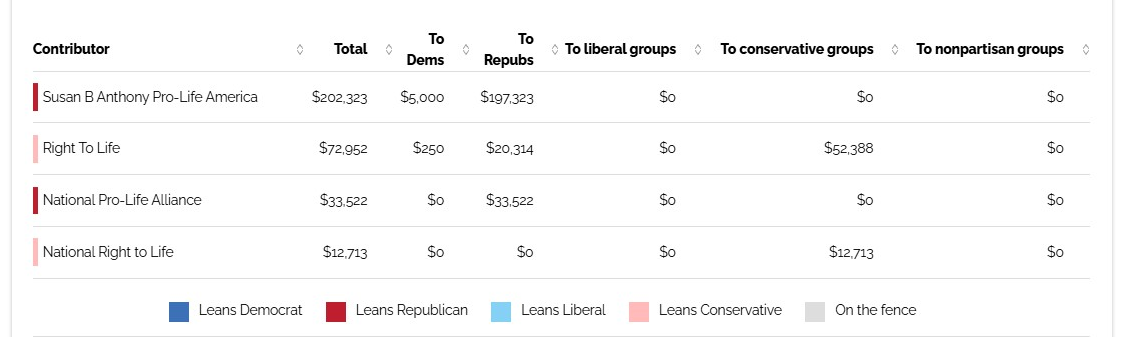 Contributor Total To Dems To Repubs To liberal groups To conservative groups To nonpartisan groups
Susan B Anthony Pro-Life America $202,323 $5,000 $197,323 $0 $0 $0
Right To Life $72,952 $250 $20,314 $0 $52,388 $0
National Pro-Life Alliance $33,522 $0 $33,522 $0 $0 $0
National Right to Life $12,713 $0 $0 $0 $12,713 $0
Leans Democrat Leans Republican Leans Liberal Leans Conservative On the fence